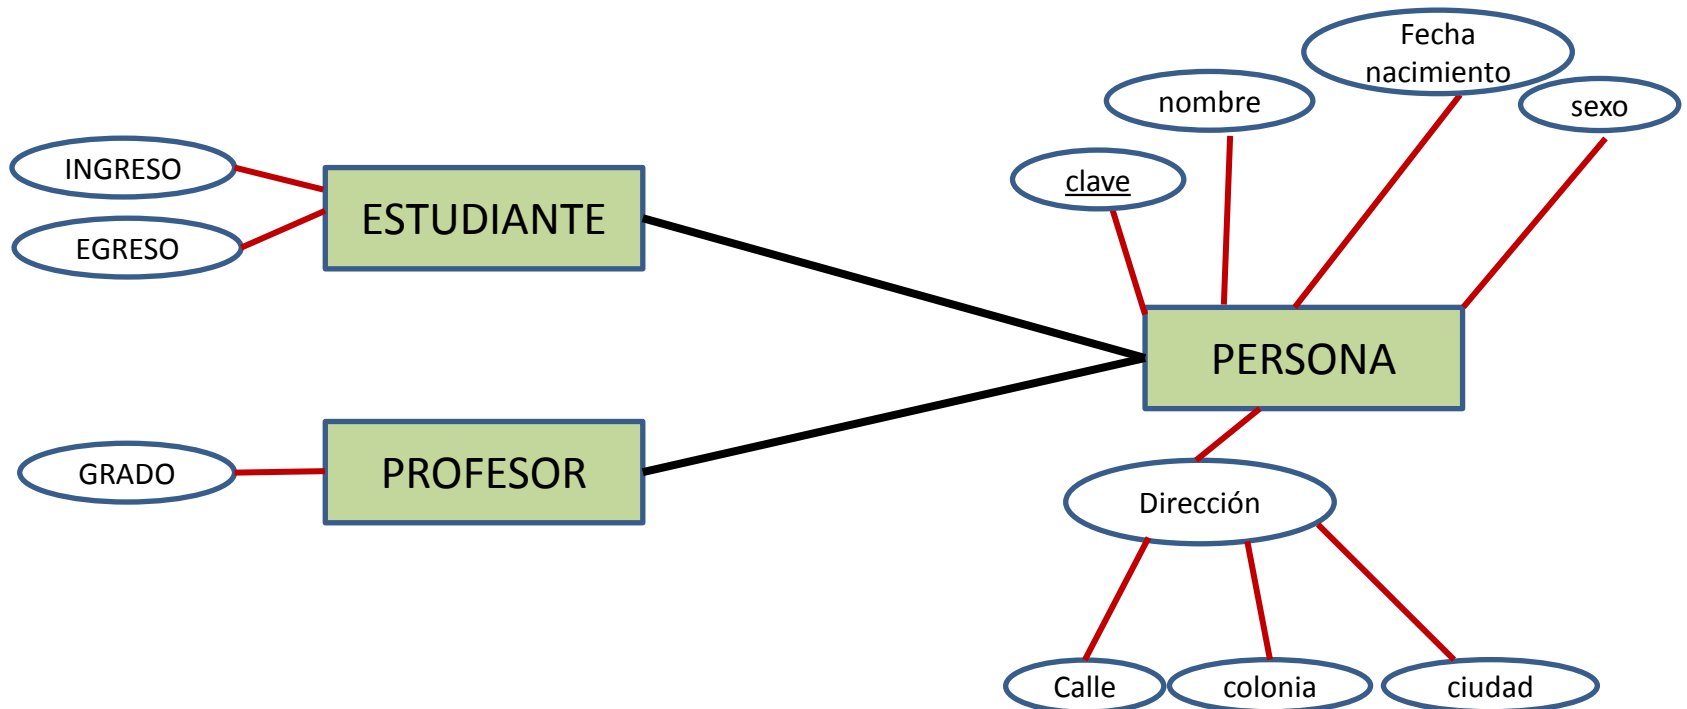 Fecha
nacimiento
nombre
sexo
clave
INGRESO
EGRESO
ESTUDIANTE
PERSONA
GRADO
PROFESOR
Dirección
Calle
colonia
ciudad